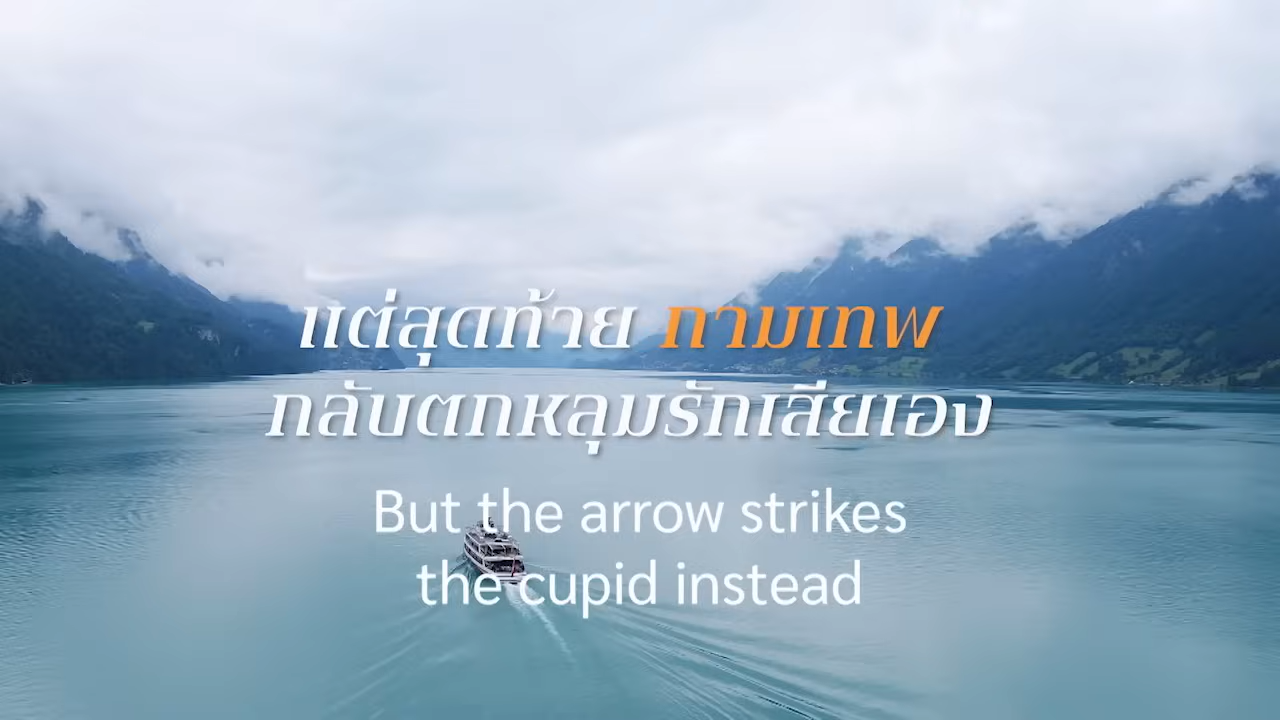 แต่สุดท้าย กามเทพ
กลับตกหลุมรักเสียเอง
But the arrow strikes
the cupid instead